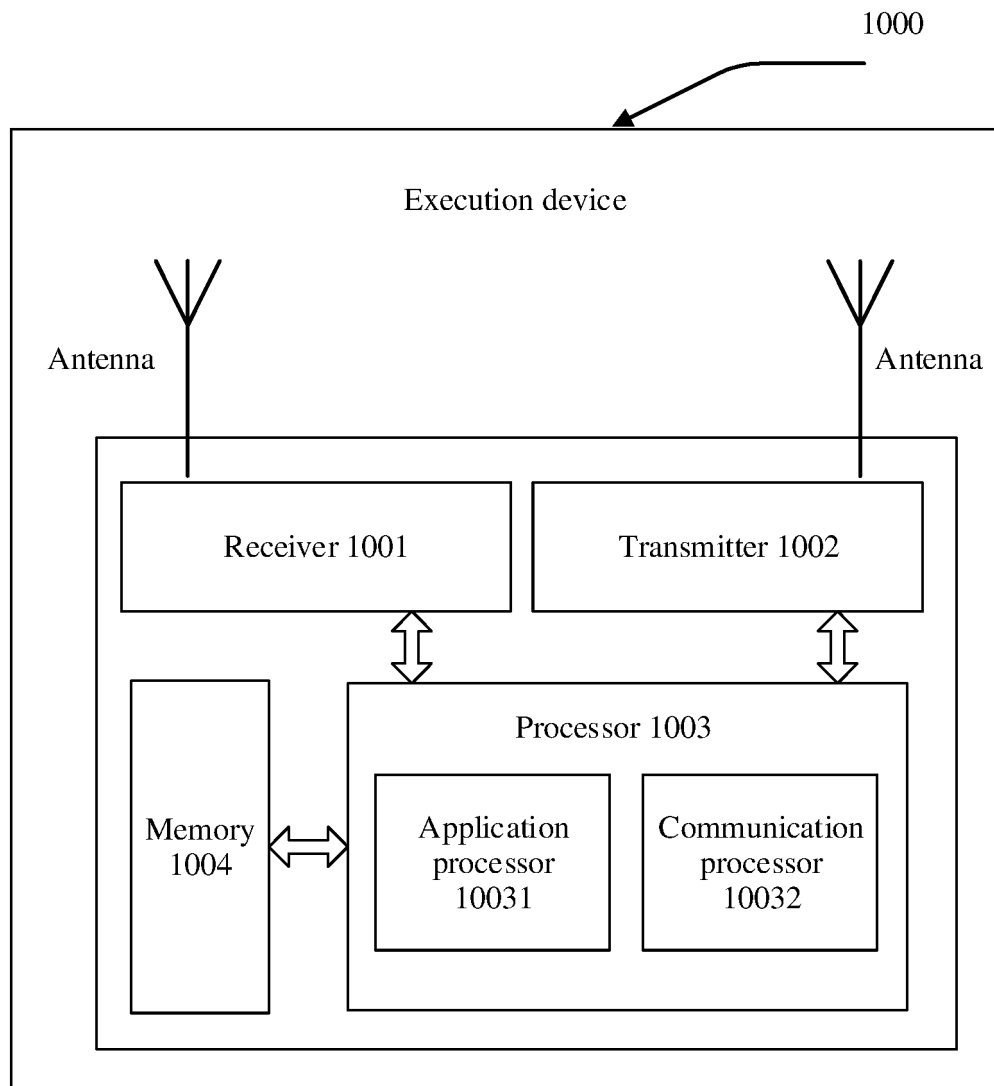 1000
Execution device
Antenna
Antenna
Receiver 1001
Transmitter 1002
Processor 1003
Memory
1004
Application
processor
10031
Communication
processor
10032